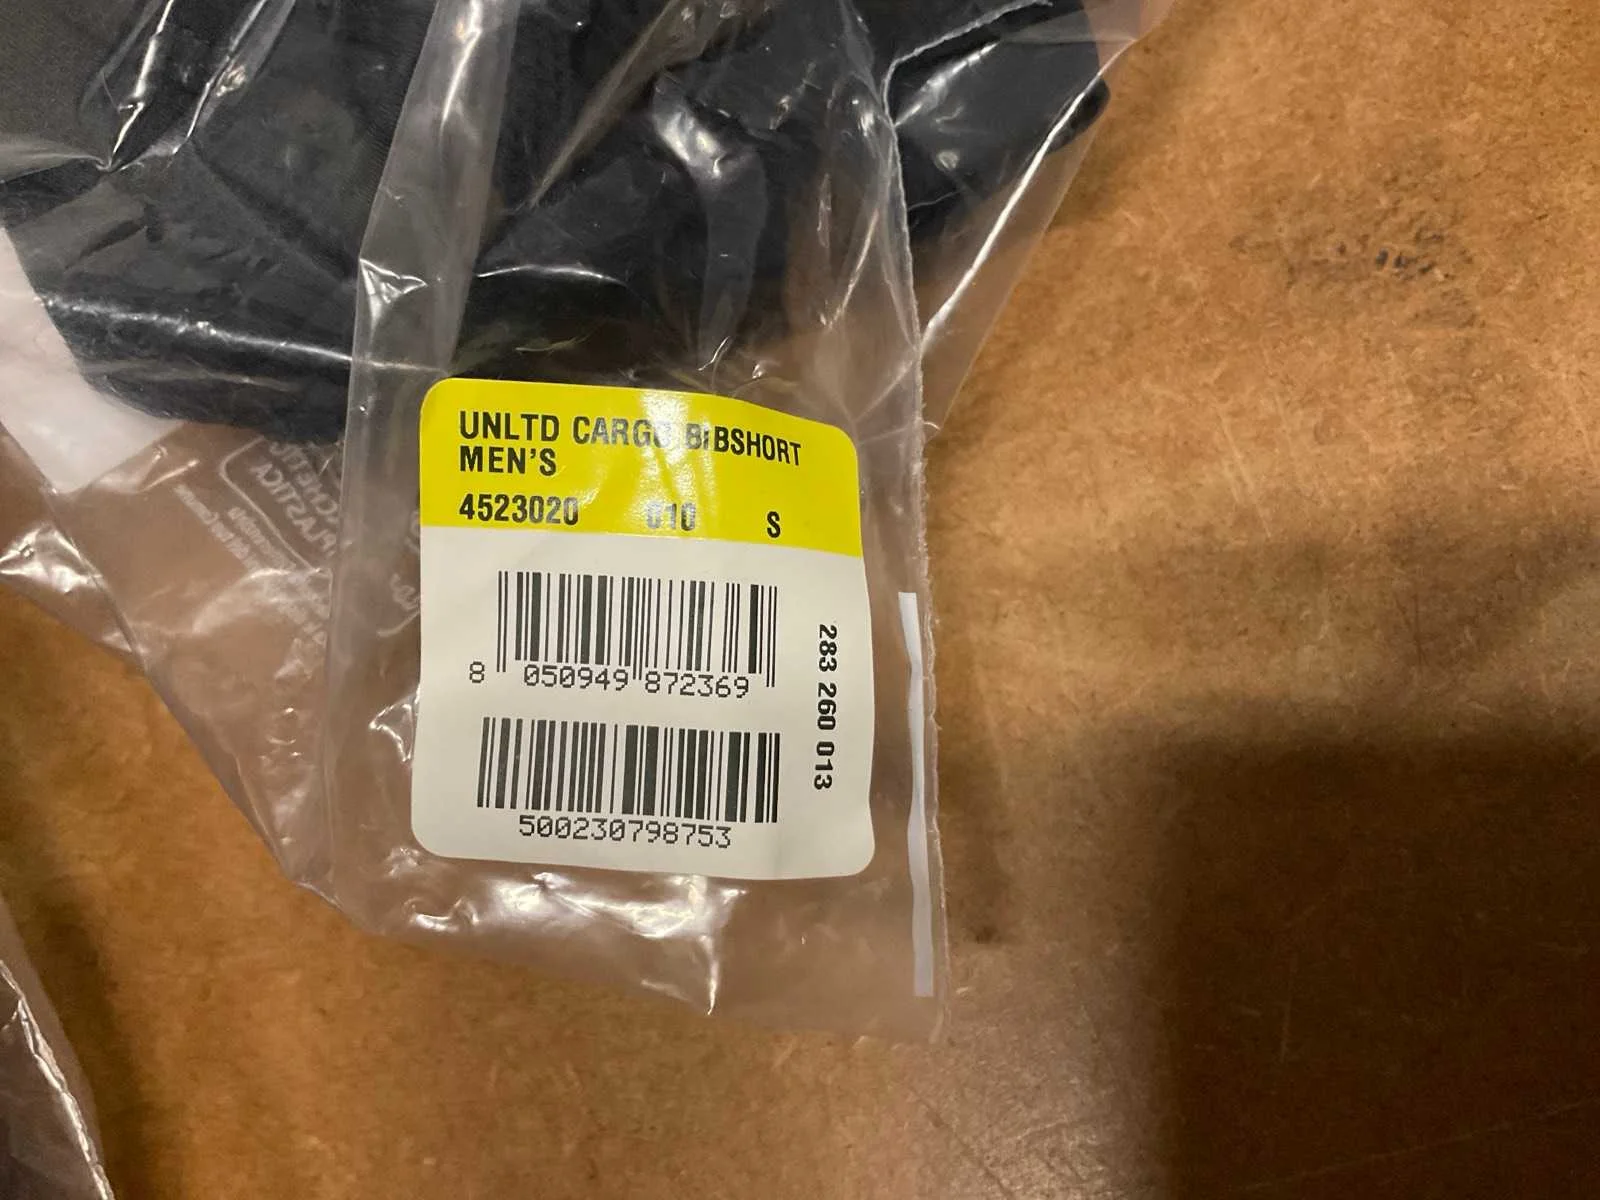 UNLTD CARGO BIBSHORT
MEN'S
4523020 010 S
8 050949 872369
283 260 013
500230798753